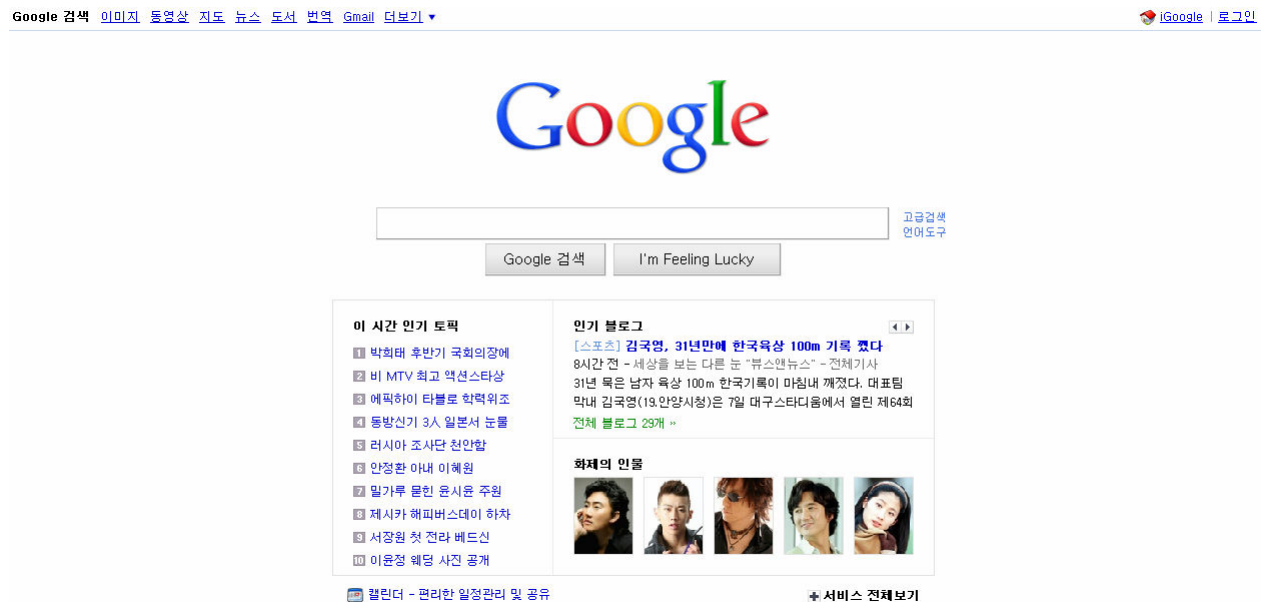 Google 검색 이미지 동영상 지도 뉴스 도서 번역 Gmail 더보기 ▼
iGoogle | 로그인
Google
고급검색
언어도구
Google 검색 I'm Feeling Lucky
이 시간 인기 토픽
1 박희태 후반기 국회의장에
2 비 MTV 최고 액션스타상
3 에픽하이 타블로 학력위조
4 동방신기 3人 일본서 눈물
5 러시아 조사단 천안함
6 안정환 아내 이혜원
7 밀가루 묻힌 윤시윤 주원
8 제시카 해피버스데이 하차
9 서장원 첫 전라 베드신
10 이윤정 웨딩 사진 공개
인기 블로그
[스포츠] 김국영, 31년만에 한국육상 100m 기록 깼다
8시간 전 - 세상을 보는 다른 눈 "뷰스앤뉴스" - 전체기사
31년 묵은 남자 육상 100m 한국기록이 마침내 깨졌다. 대표팀
막내 김국영(19.안양시청)은 7일 대구스타디움에서 열린 제64회
전체 블로그 29개 »
화제의 인물
캘린더 - 편리한 일정관리 및 공유
서비스 전체보기